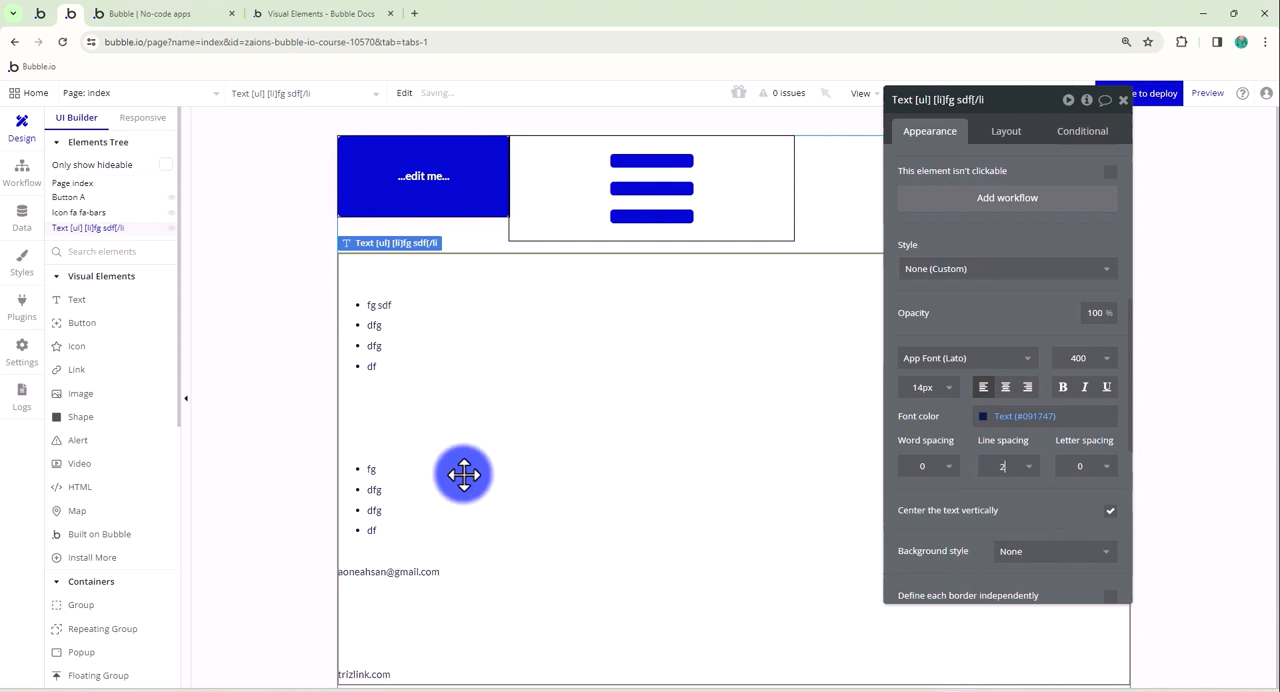 Bubble | No-code apps
Visual Elements - Bubble Docs
bubble.io/page?name=index&id=zaions-bubble-io-course-10570&tab=tabs-1
Bubble.io
Home
Page: index
Text [ul] [li]fg sdf[/li
Edit
Saving...
0 issues
View
e to deploy
Preview
Design
Workflow
Data
Styles
Plugins
Settings
Logs
UI Builder
Responsive
Elements Tree
Only show hideable
Page index
Button A
Icon fa fa-bars
Text [ul] [li]fg sdf[/li
Search elements
Visual Elements
Text
Button
Icon
Link
Image
Shape
Alert
Video
HTML
Map
Built on Bubble
Install More
Containers
Group
Repeating Group
Popup
Floating Group
...edit me...
Text [ul] [li]fg sdf[/li
• fg sdf
• dfg
• dfg
• df
• fg
• dfg
• dfg
• df
aoneahsan@gmail.com
trizlink.com
Text [ul] [li]fg sdf[/li
Appearance
Layout
Conditional
This element isn't clickable
Add workflow
Style
None (Custom)
Opacity
100 %
App Font (Lato)
400
14px
B I U
Font color
Text (#091747)
Word spacing
Line spacing
Letter spacing
0
2
0
Center the text vertically
Background style
None
Define each border independently